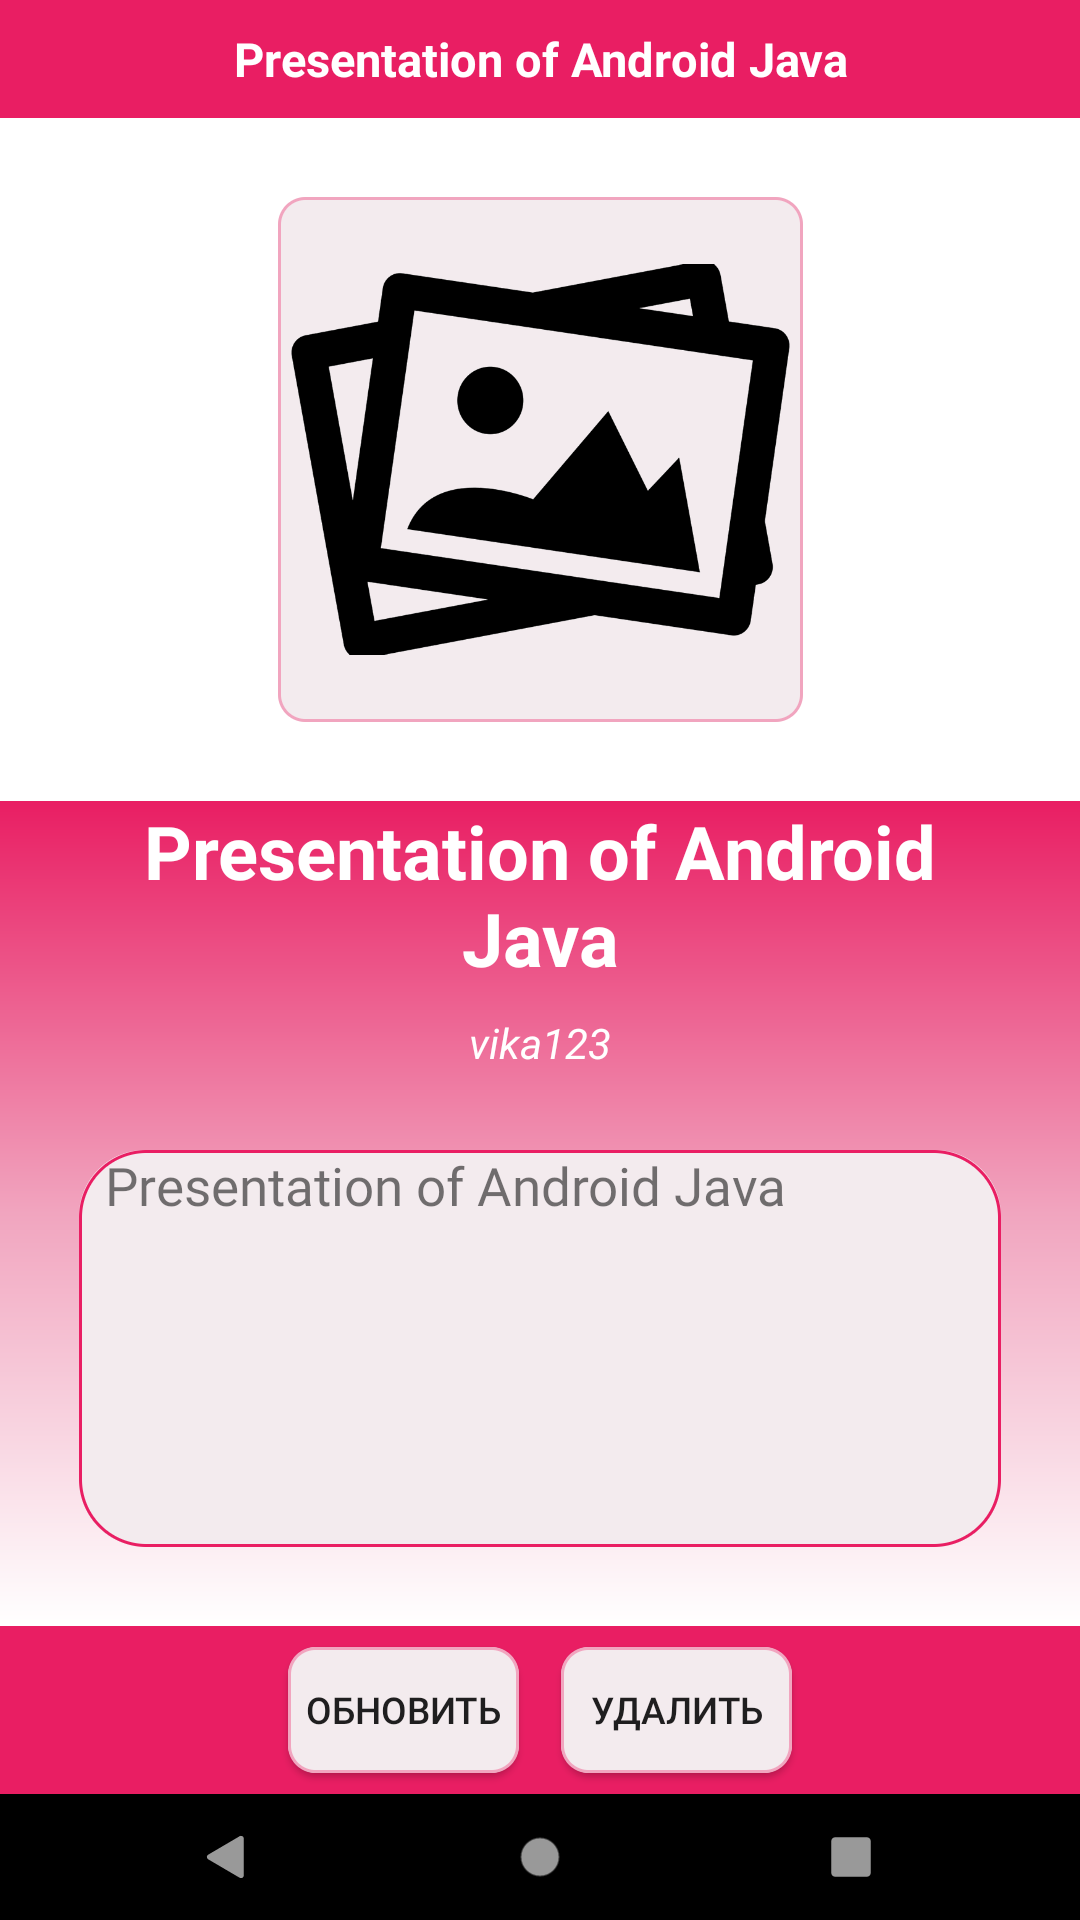 Presentation of Android Java
Presentation of Android
Java
vika123
Presentation of Android Java
ОБНОВИТЬ
УДАЛИТЬ